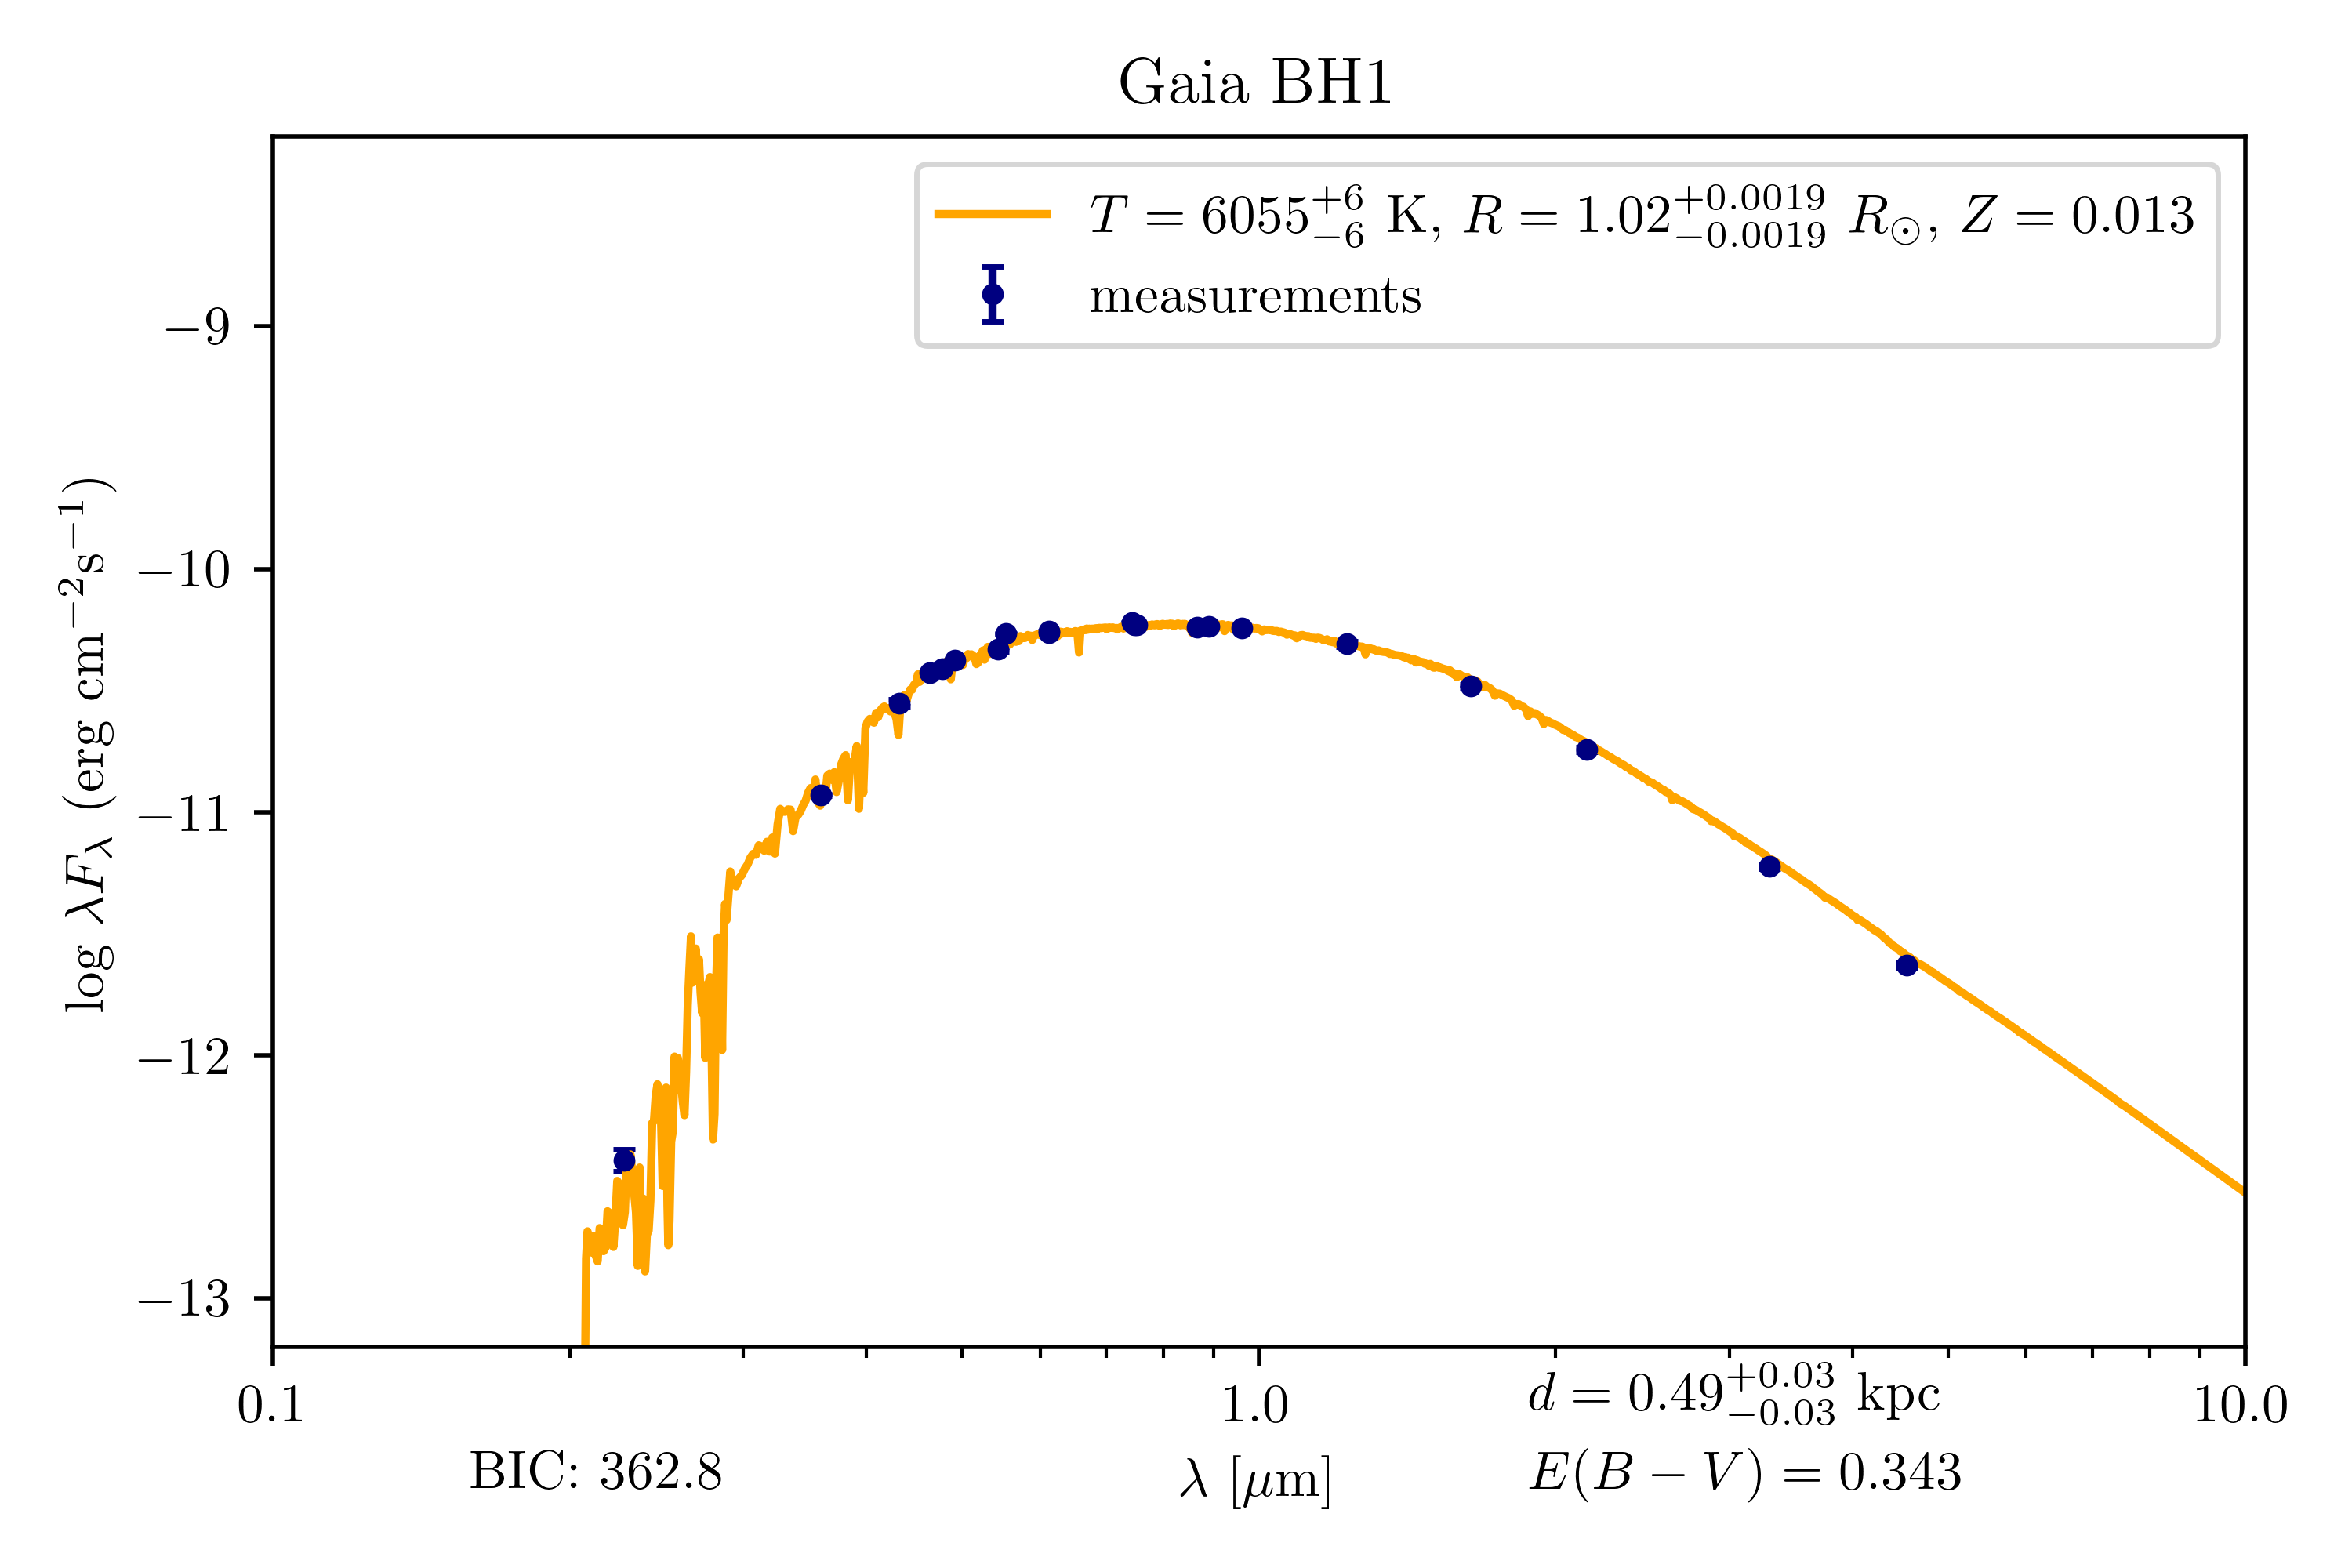 Gaia BH1
T = 6055^{+6}_{−6} K, R = 1.02^{+0.0019}_{−0.0019} R_⊙, Z = 0.013
measurements
−9
−10
−11
−12
−13
log λF_λ (erg cm^{−2}s^{−1})
0.1
1.0
10.0
d = 0.49^{+0.03}_{−0.03} kpc
BIC: 362.8
λ [μm]
E(B − V) = 0.343